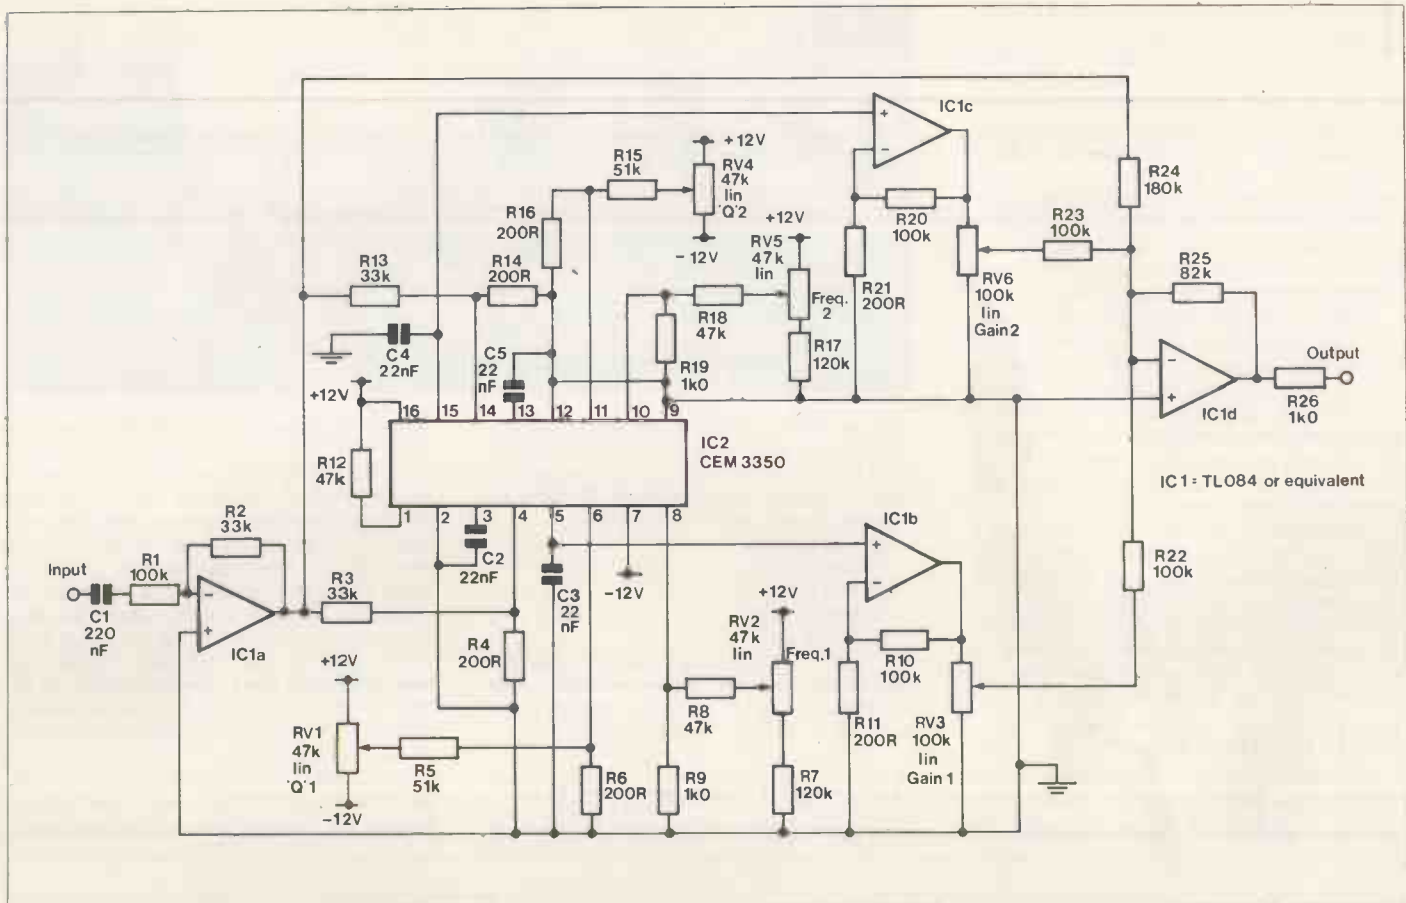 IC1c
+
−
+12V
RV4
47k
lin
'Q'2
−12V
R15
51k
R16
200R
R24
180k
R20
100k
R23
100k
+12V
RV5
47k
lin
Freq.
2
R13
33k
R14
200R
R21
200R
RV6
100k
lin
Gain2
R25
82k
R18
47k
R17
120k
C4
22nF
C5
22
nF
R19
1k0
Output
−
+
IC1d
R26
1k0
+12V
16
15
14
13
12
11
10
9
IC2
CEM 3350
R12
47k
IC1 = TL084 or equivalent
1
2
3
4
5
6
7
8
R2
33k
C2
22nF
IC1b
+
−
Input
R1
100k
C1
220
nF
−
+
IC1a
R3
33k
C3
22
nF
−12V
R22
100k
+12V
RV2
47k
lin
Freq.1
R10
100k
R4
200R
+12V
RV1
47k
lin
'Q'1
−12V
R5
51k
R8
47k
R11
200R
RV3
100k
lin
Gain 1
R6
200R
R9
1k0
R7
120k